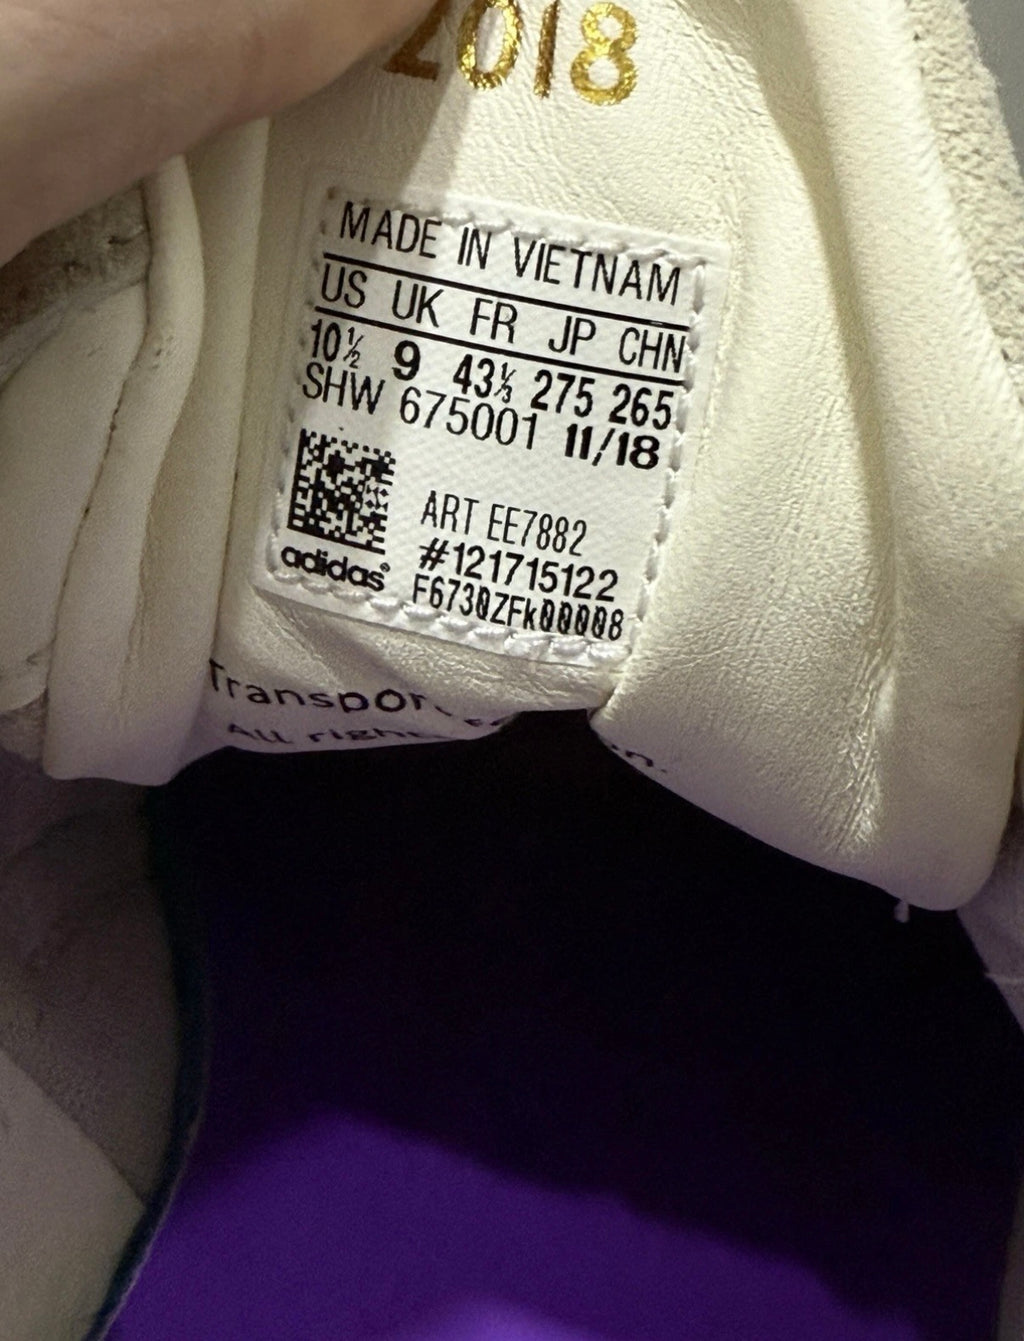 2018
MADE IN VIETNAM
US UK FR JP CHN
10½ 9 43⅓ 275 265
SHW 675001 11/18
ART EE7882
#121715122
F6730ZFk00008
adidas®
Transpor
All righ
n.